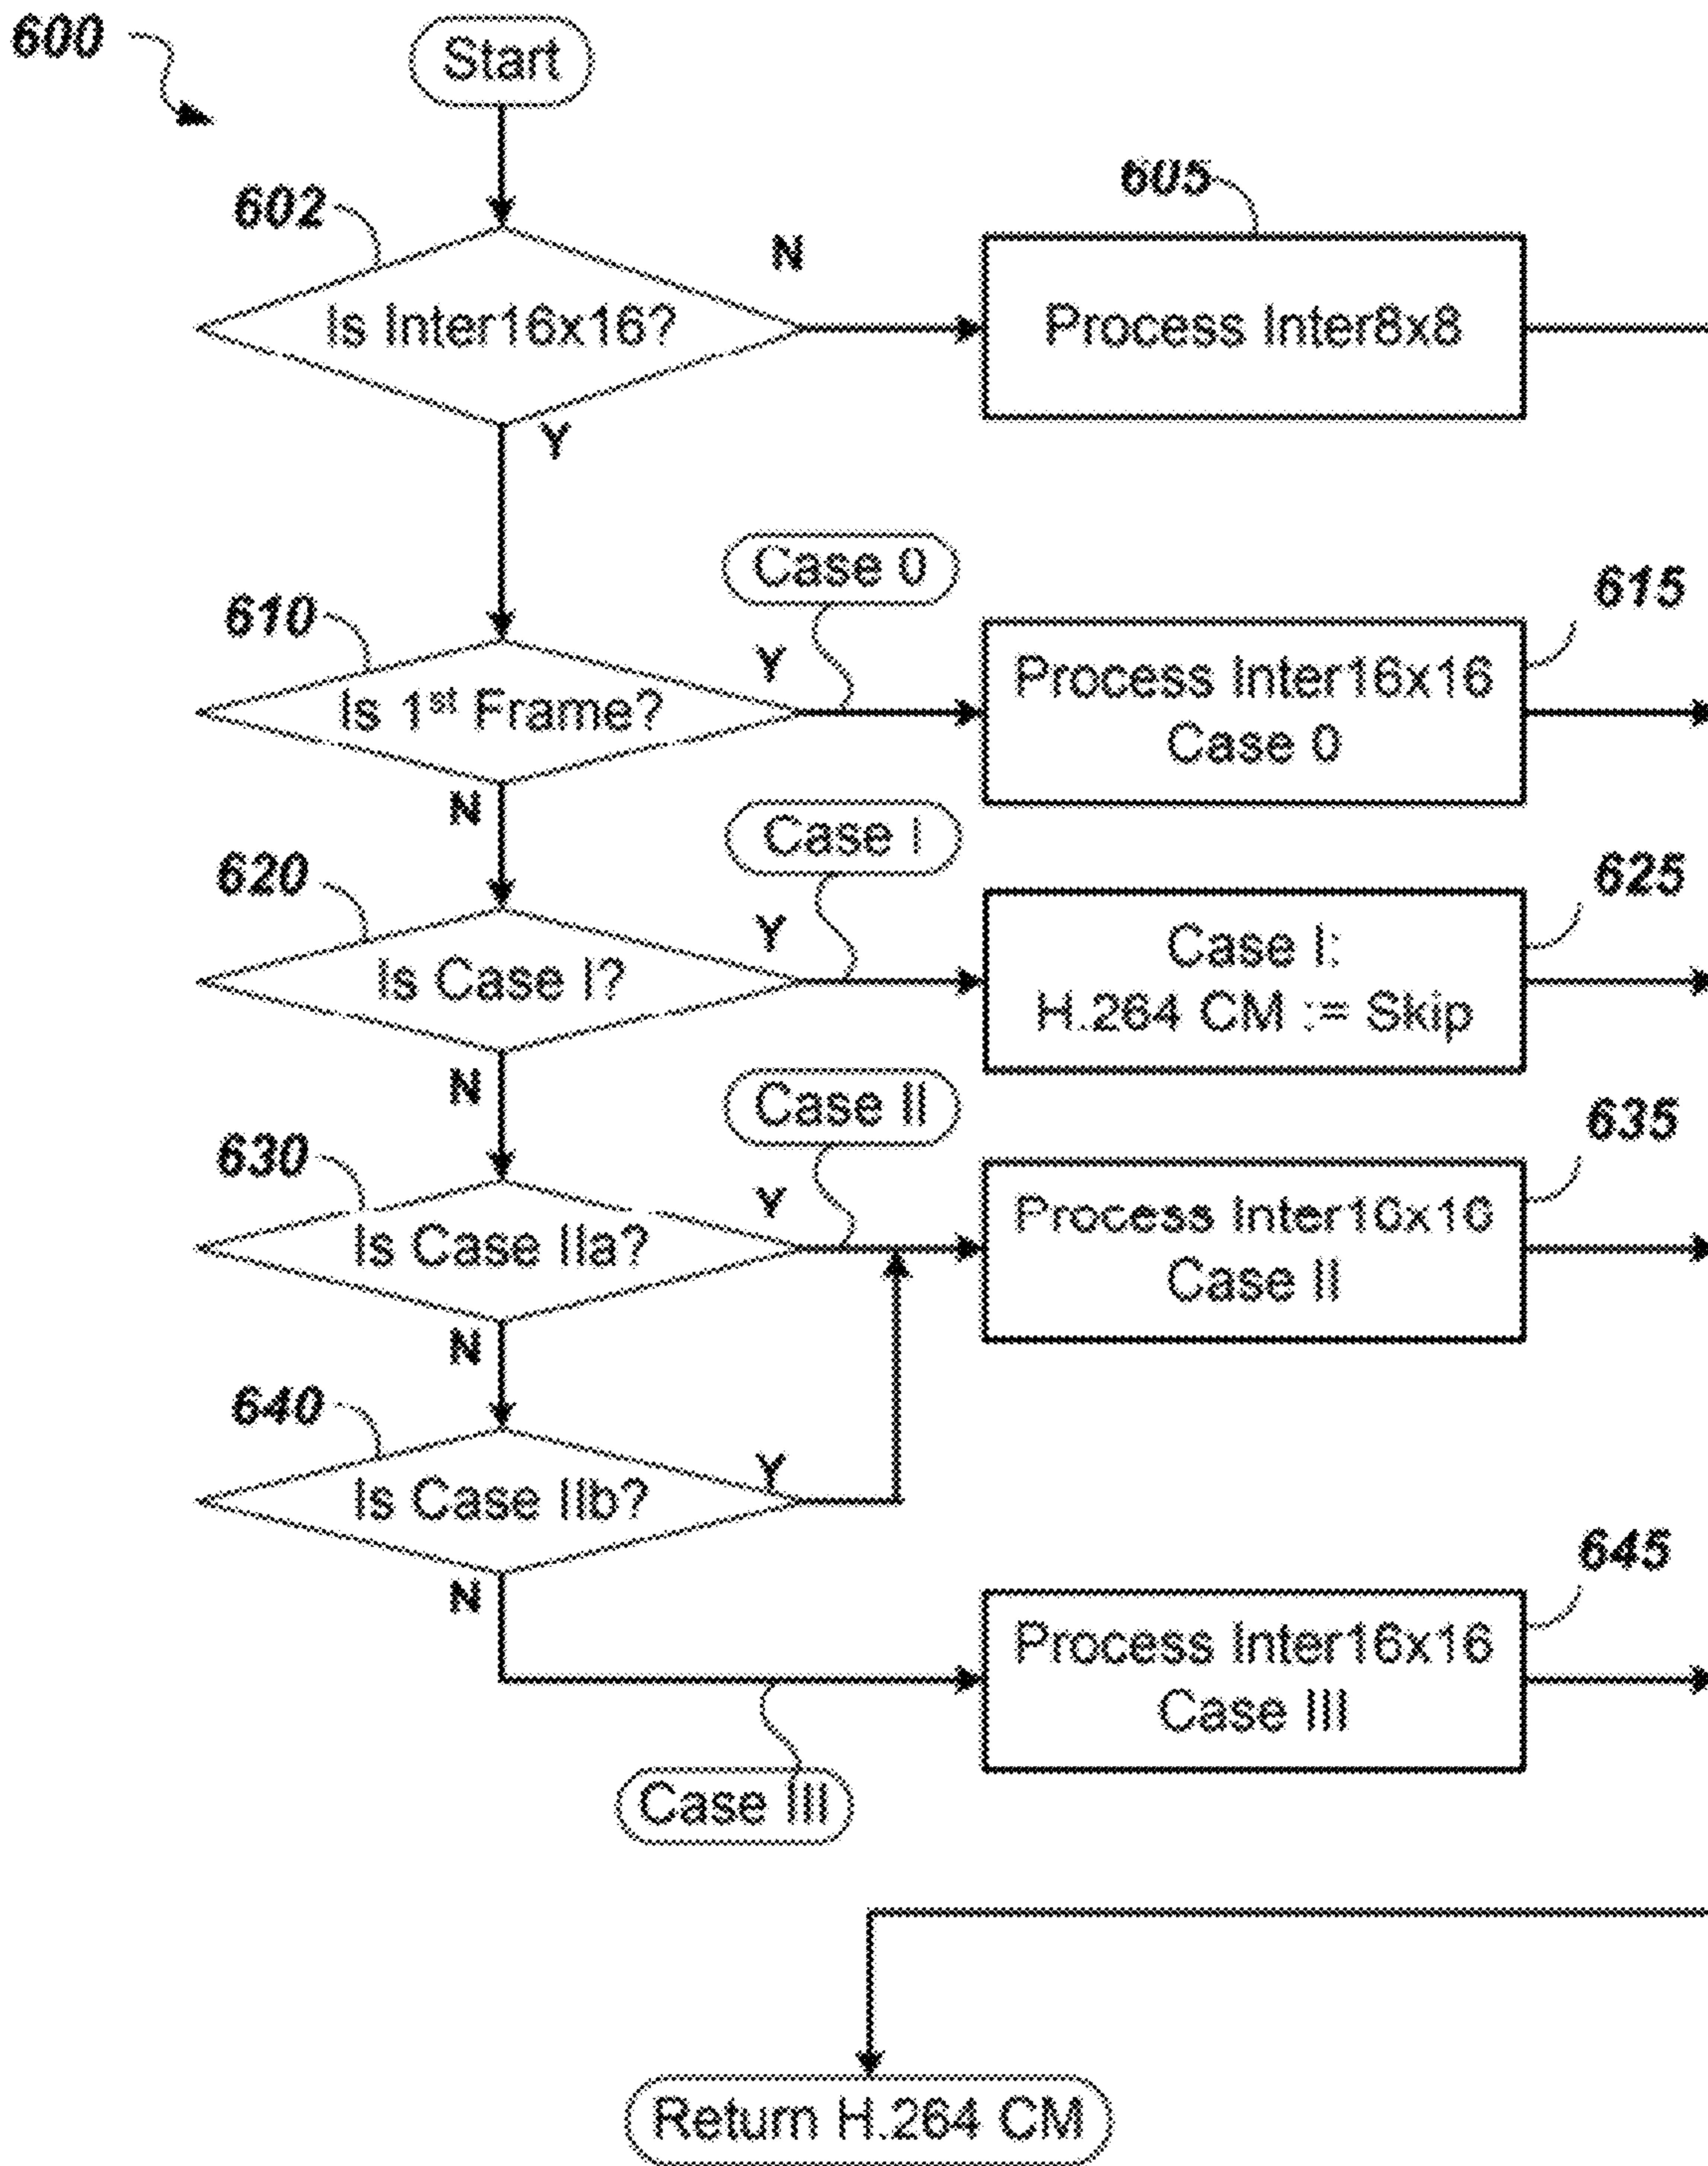 600
Start
602
605
Is Inter16x16?
N
Process Inter8x8
Y
Case 0
610
615
Is 1st Frame?
Y
Process Inter16x16
Case 0
N
Case I
620
625
Is Case I?
Y
Case I:
H.264 CM := Skip
N
Case II
630
635
Is Case IIa?
Y
Process Inter10x10
Case II
N
640
Is Case IIb?
Y
N
645
Process Inter16x16
Case III
Case III
Return H.264 CM